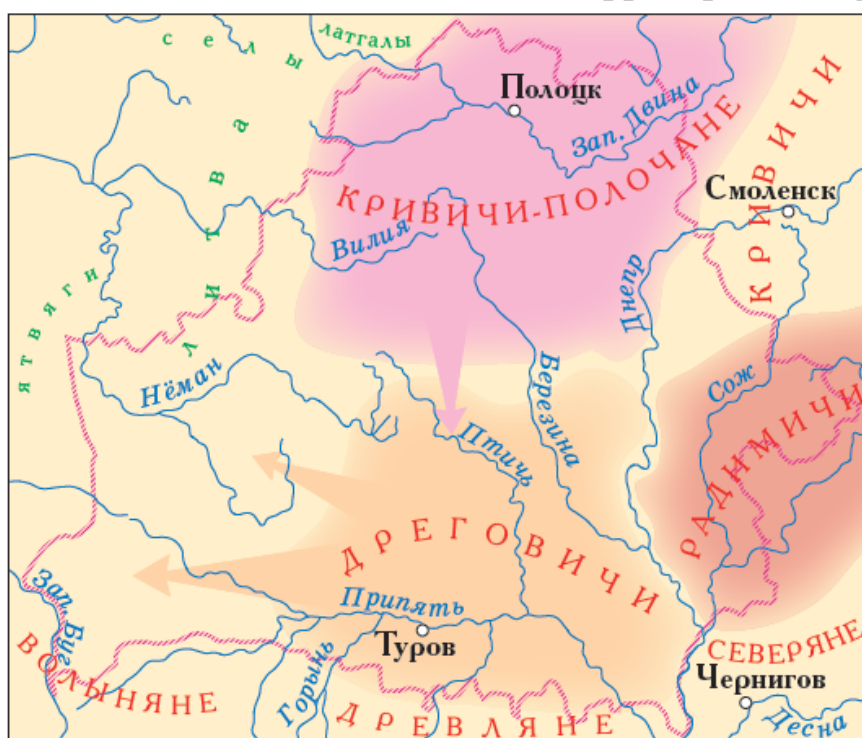 селы
латгалы
Полоцк
Зап. Двина
литва
КРИВИЧИ-ПОЛОЧАНЕ
КРИВИЧИ
Смоленск
Вилия
Днепр
ятвяги
Нёман
Березина
Сож
Птичь
РАДИМИЧИ
ДРЕГОВИЧИ
Зап. Буг
Припять
Туров
Горынь
СЕВЕРЯНЕ
ВОЛЫНЯНЕ
Чернигов
ДРЕВЛЯНЕ
Десна